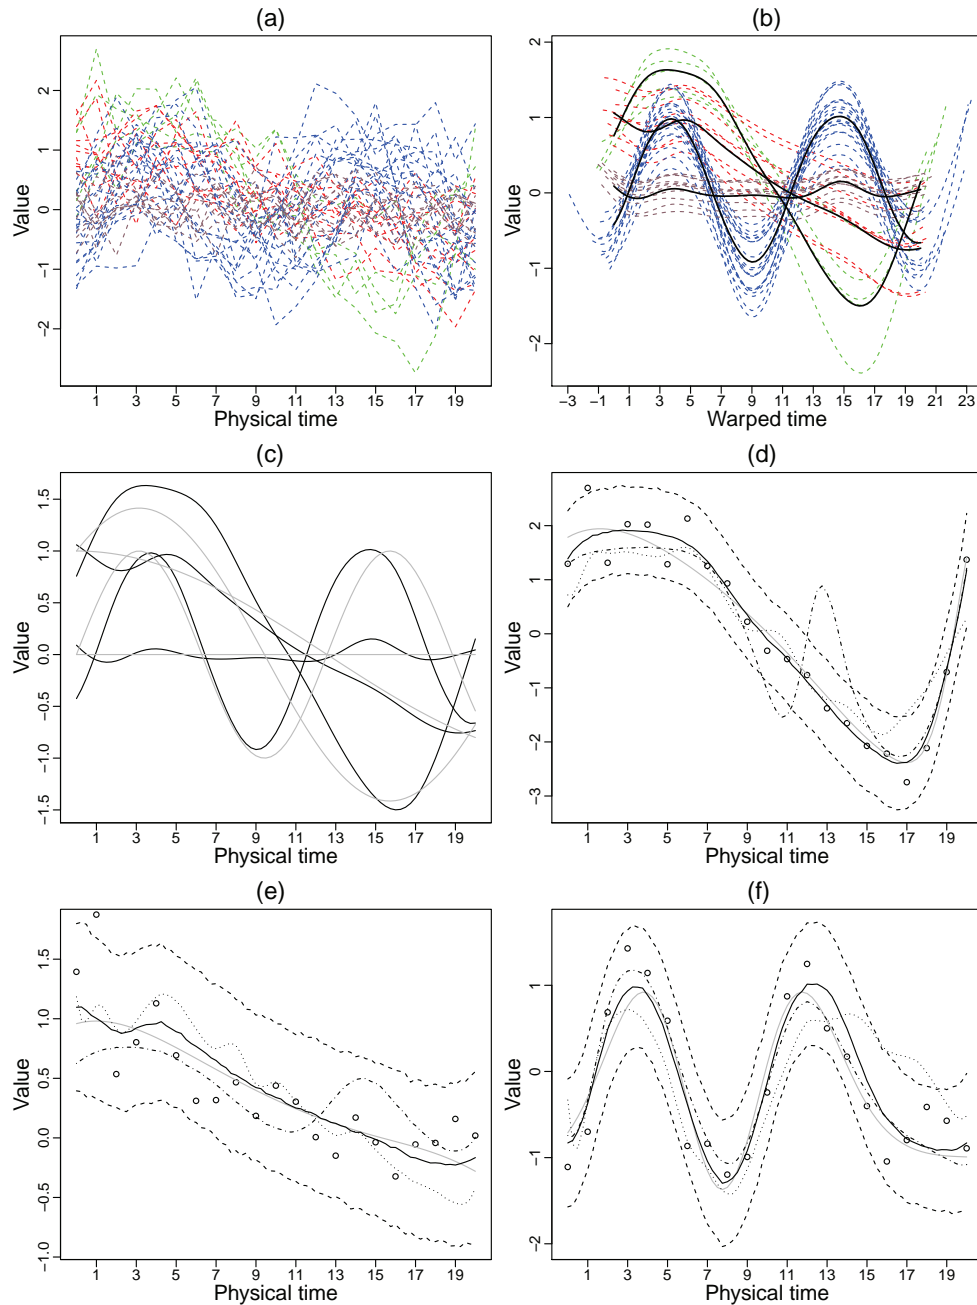 (a)
Value
2
1
0
−1
−2
1 3 5 7 9 11 13 15 17 19
Physical time
(b)
Value
2
1
0
−1
−2
−3 −1 1 3 5 7 9 11 13 15 17 19 21 23
Warped time
(c)
Value
1.5
1.0
0.5
0.0
−0.5
−1.0
−1.5
1 3 5 7 9 11 13 15 17 19
Physical time
(d)
Value
2
1
0
−1
−2
−3
1 3 5 7 9 11 13 15 17 19
Physical time
(e)
Value
1.5
1.0
0.5
0.0
−0.5
−1.0
1 3 5 7 9 11 13 15 17 19
Physical time
(f)
Value
1
0
−1
−2
1 3 5 7 9 11 13 15 17 19
Physical time